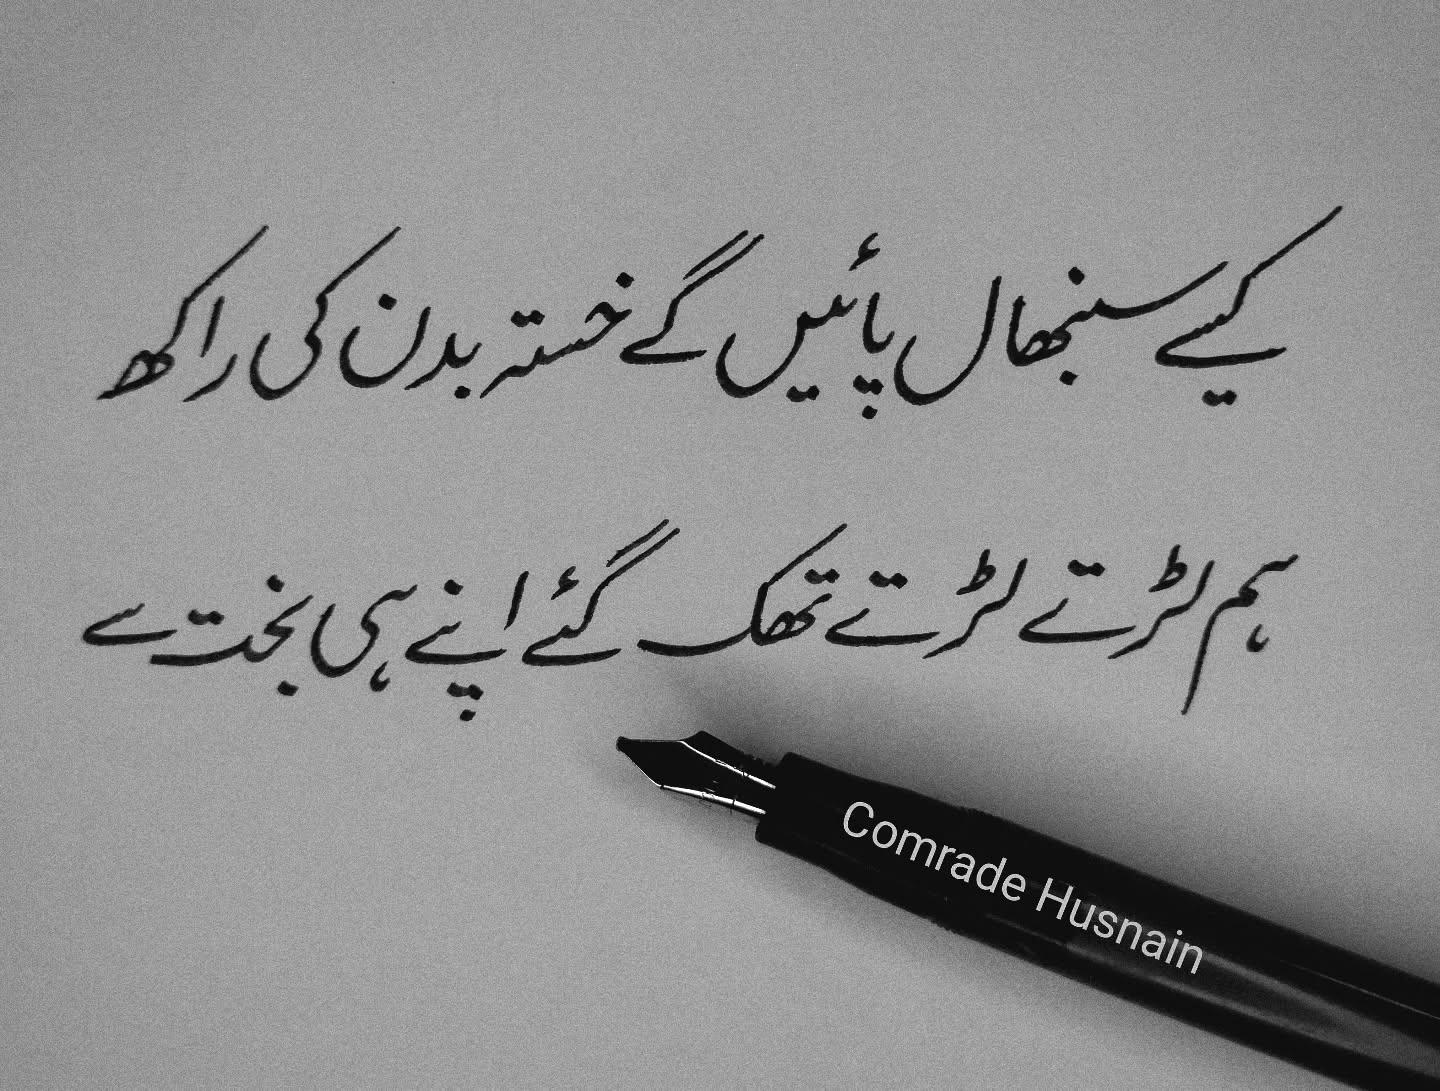 کیسے سنبھال پائیں گے خستہ بدن کی راکھ
ہم لڑتے لڑتے تھک گئے اپنے ہی بخت سے
Comrade Husnain